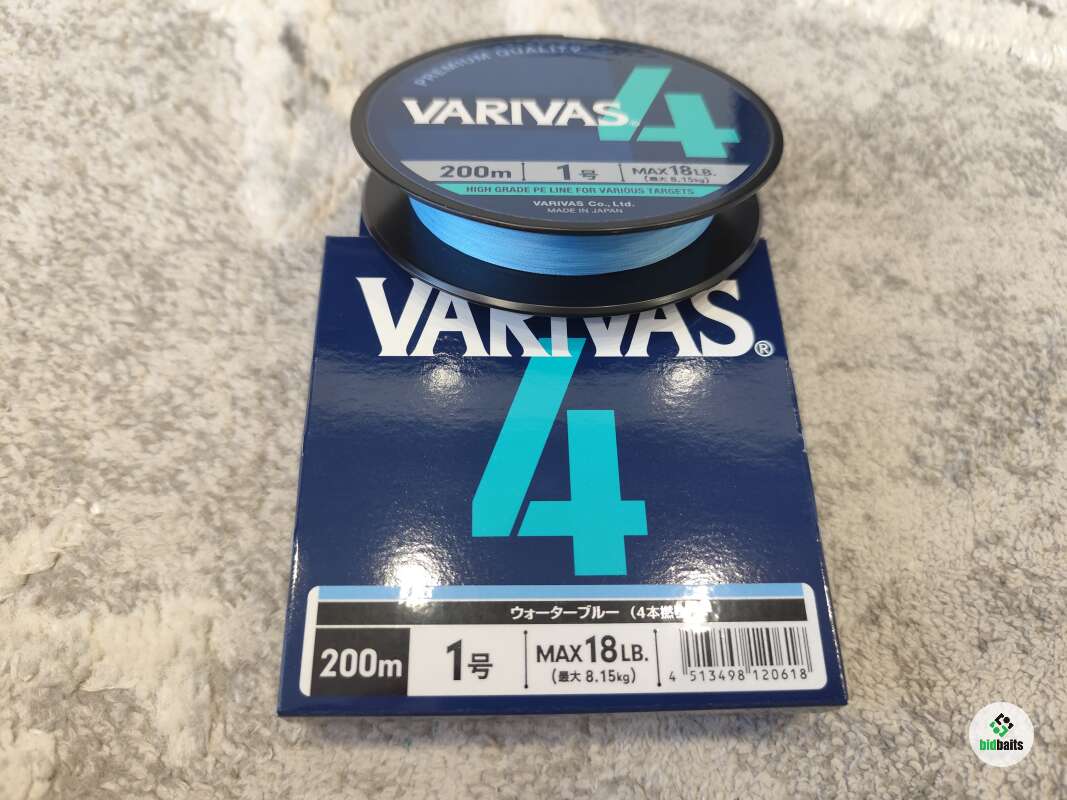 PREMIUM QUALITY
VARIVAS® 4
200m 1号 MAX18LB.
(最大 8.15kg)
HIGH GRADE PE LINE FOR VARIOUS TARGETS
VARIVAS Co., Ltd.
MADE IN JAPAN
VARIVAS®
4
ウォーターブルー (4本撚
200m 1号 MAX18LB.
(最大 8.15kg)
4 513498 120618
bidbaits